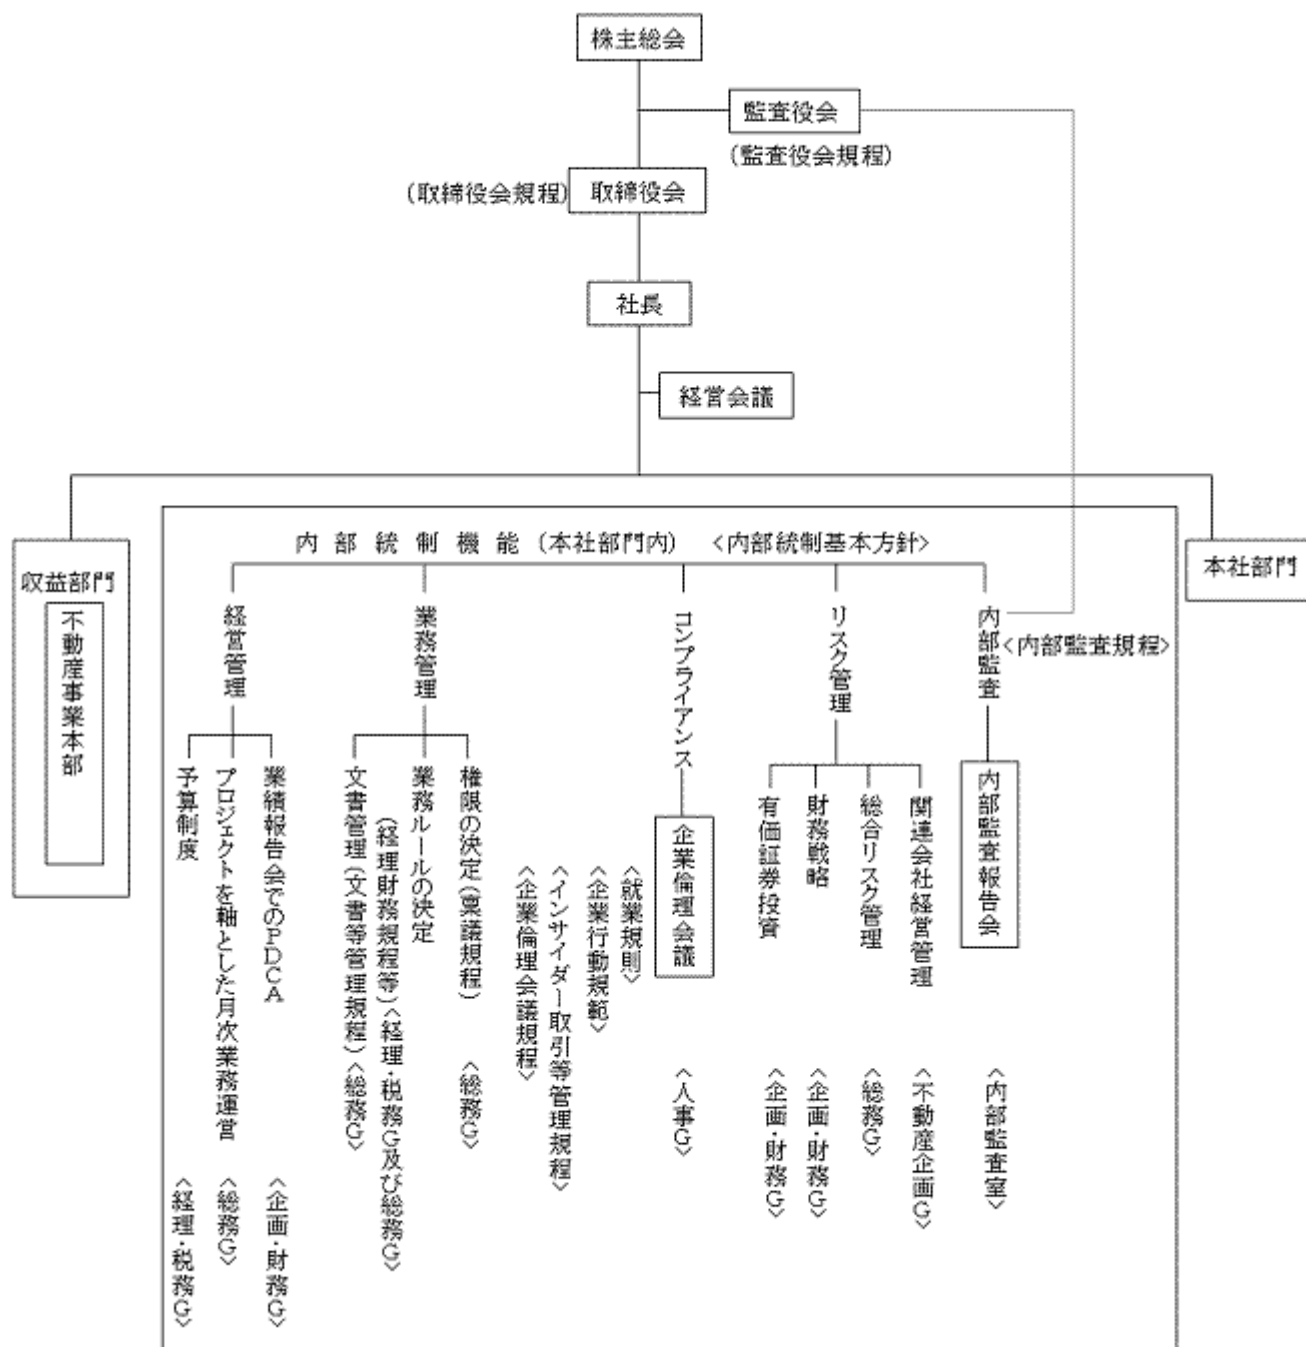 株主総会
監査役会
(監査役会規程)
(取締役会規程)
取締役会
社長
経営会議
収益部門
不動産事業本部
本社部門
内部統制機能(本社部門内) <内部統制基本方針>
経営管理
予算制度
<経理・税務G>
プロジェクトを軸とした月次業務運営
<総務G>
業績報告会でのPDCA
<企画・財務G>
業務管理
文書管理(文書等管理規程)<総務G>
業務ルールの決定
(経理財務規程等)<経理・税務G及び総務G>
権限の決定(稟議規程)
<総務G>
コンプライアンス
企業倫理会議
<就業規則>
<企業行動規範>
<インサイダー取引等管理規程>
<企業倫理会議規程>
<人事G>
リスク管理
有価証券投資
<企画・財務G>
財務戦略
<企画・財務G>
総合リスク管理
<総務G>
関連会社経営管理
<不動産企画G>
内部監査
<内部監査規程>
内部監査報告会
<内部監査室>